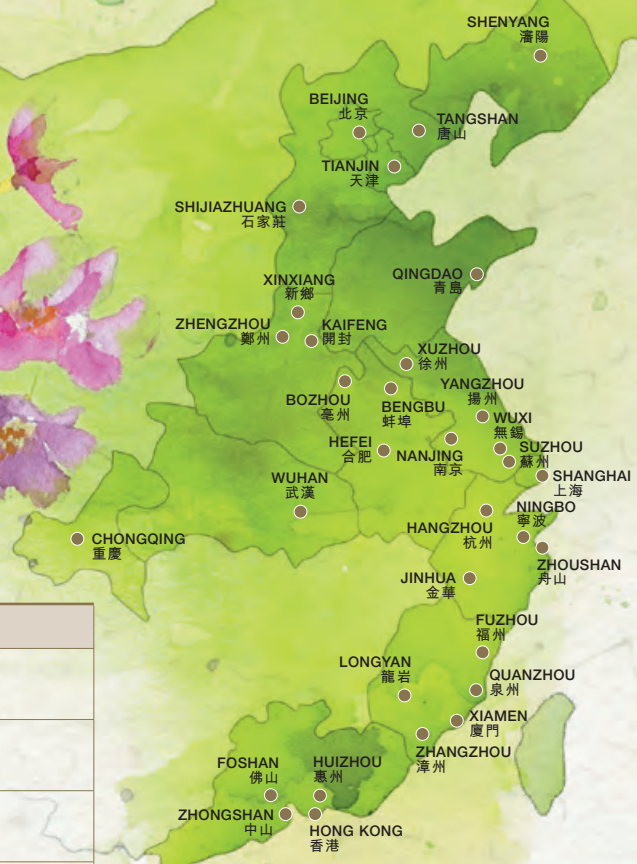 SHENYANG
瀋陽
BEIJING
北京
TANGSHAN
唐山
TIANJIN
天津
SHIJIAZHUANG
石家莊
QINGDAO
青島
XINXIANG
新鄉
ZHENGZHOU
鄭州
KAIFENG
開封
XUZHOU
徐州
BOZHOU
亳州
BENGBU
蚌埠
YANGZHOU
揚州
WUXI
無錫
HEFEI
合肥
NANJING
南京
SUZHOU
蘇州
SHANGHAI
上海
WUHAN
武漢
NINGBO
寧波
HANGZHOU
杭州
CHONGQING
重慶
ZHOUSHAN
舟山
JINHUA
金華
FUZHOU
福州
LONGYAN
龍岩
QUANZHOU
泉州
XIAMEN
廈門
ZHANGZHOU
漳州
FOSHAN
佛山
HUIZHOU
惠州
ZHONGSHAN
中山
HONG KONG
香港